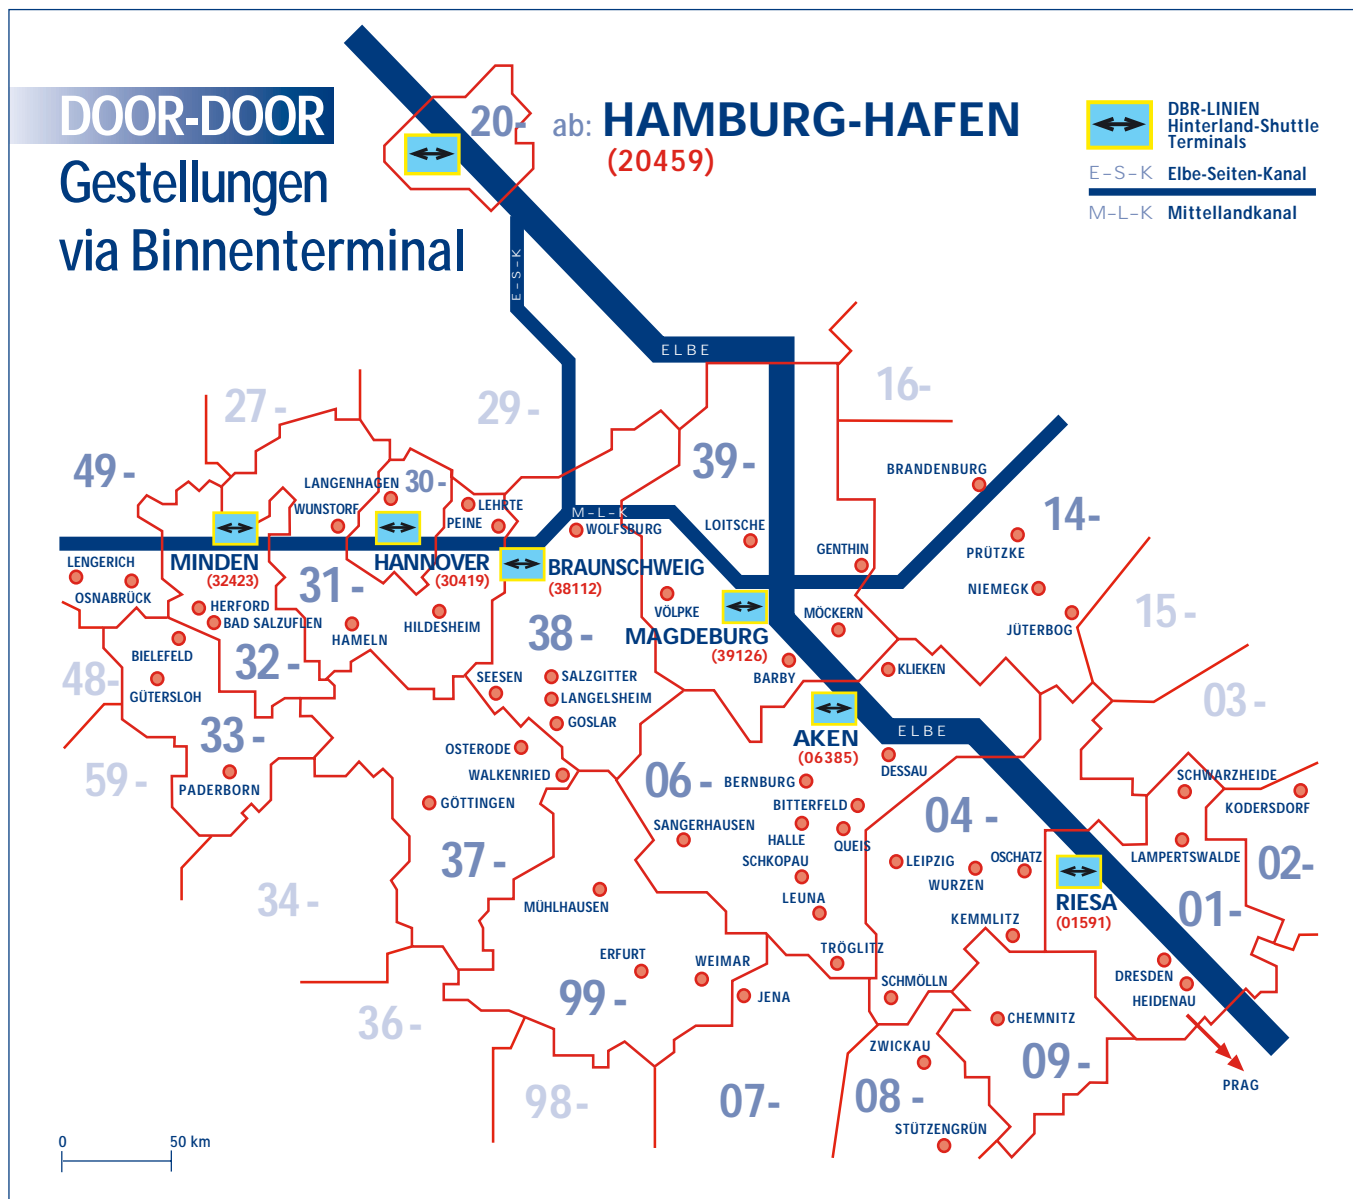 DOOR-DOOR
Gestellungen
via Binnenterminal
20-
ab: HAMBURG-HAFEN
(20459)
DBR-LINIEN
Hinterland-Shuttle
Terminals
E-S-K Elbe-Seiten-Kanal
M-L-K Mittellandkanal
E-S-K
ELBE
16-
27-
29-
49-
39-
30-
LANGENHAGEN
WUNSTORF
LEHRTE
PEINE
M-L-K
WOLFSBURG
LOITSCHE
BRANDENBURG
14-
PRÜTZKE
GENTHIN
LENGERICH
OSNABRÜCK
MINDEN
(32423)
HANNOVER
(30419)
BRAUNSCHWEIG
(38112)
31-
HERFORD
BAD SALZUFLEN
BIELEFELD
HAMELN
HILDESHEIM
38-
VÖLPKE
MAGDEBURG
(39126)
MÖCKERN
NIEMEGK
JÜTERBOG
15-
48-
GÜTERSLOH
32-
SEESEN
SALZGITTER
LANGELSHEIM
GOSLAR
BARBY
KLIEKEN
03-
33-
59-
PADERBORN
OSTERODE
WALKENRIED
GÖTTINGEN
06-
AKEN
(06385)
ELBE
DESSAU
BERNBURG
BITTERFELD
HALLE
QUEIS
SANGERHAUSEN
SCHKOPAU
LEUNA
04-
LEIPZIG
WURZEN
OSCHATZ
SCHWARZHEIDE
KODERSDORF
LAMPERTSWALDE
02-
RIESA
(01591)
01-
37-
34-
MÜHLHAUSEN
KEMMLITZ
ERFURT
WEIMAR
JENA
TRÖGLITZ
SCHMÖLLN
DRESDEN
HEIDENAU
99-
36-
CHEMNITZ
ZWICKAU
09-
PRAG
98-
07-
08-
STÜTZENGRÜN
0 50 km